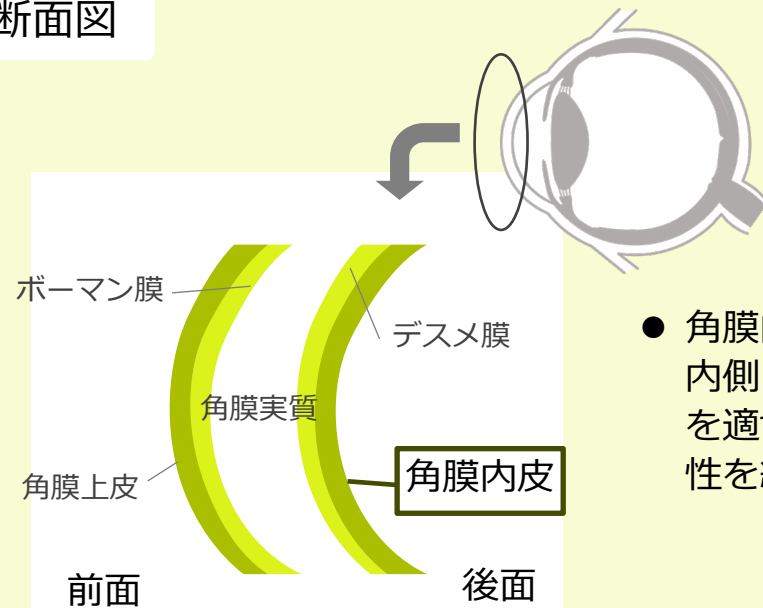 断面図
ボーマン膜
デスメ膜
角膜実質
角膜上皮
角膜内皮
前面
後面
● 角膜
内側
を適
性を